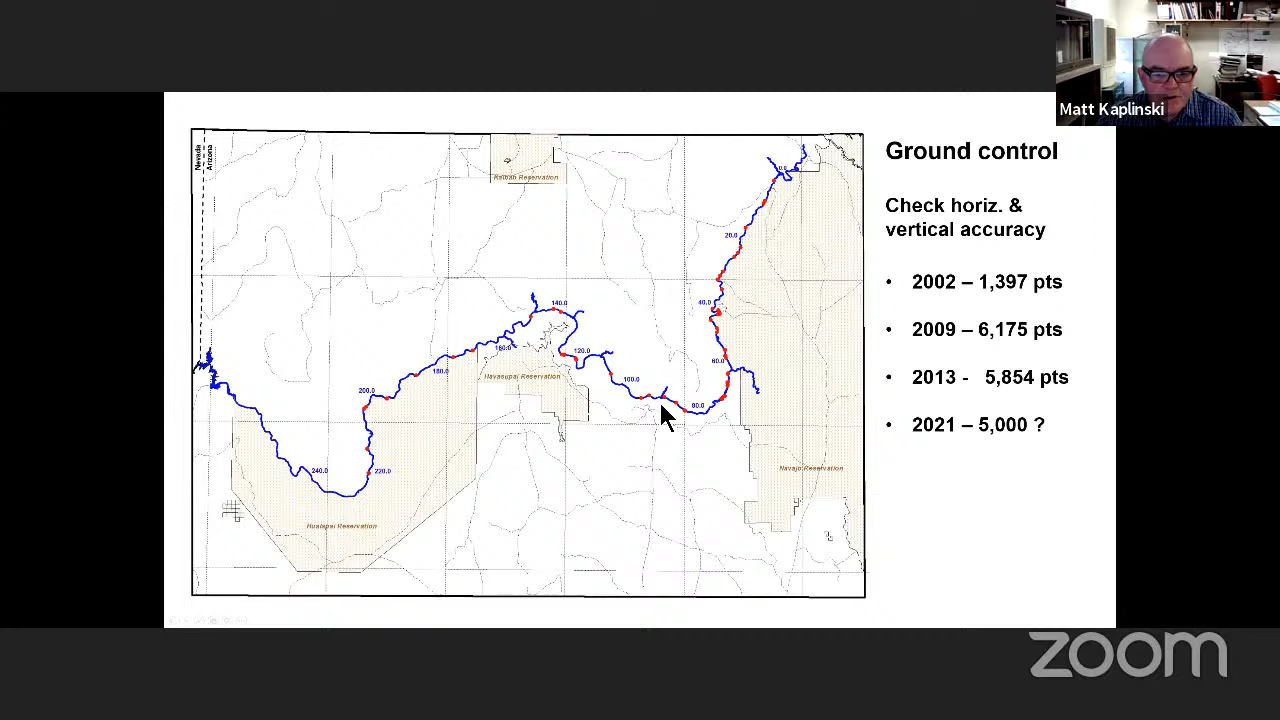 Matt Kaplinski
Ground control
Check horiz. &
vertical accuracy
• 2002 – 1,397 pts
• 2009 – 6,175 pts
• 2013 - 5,854 pts
• 2021 – 5,000 ?
Nevada
Arizona
Kaibab Reservation
0.0
20.0
40.0
140.0
160.0
120.0
60.0
180.0
Havasupai Reservation
100.0
200.0
80.0
240.0
220.0
Navajo Reservation
Hualapai Reservation
zoom